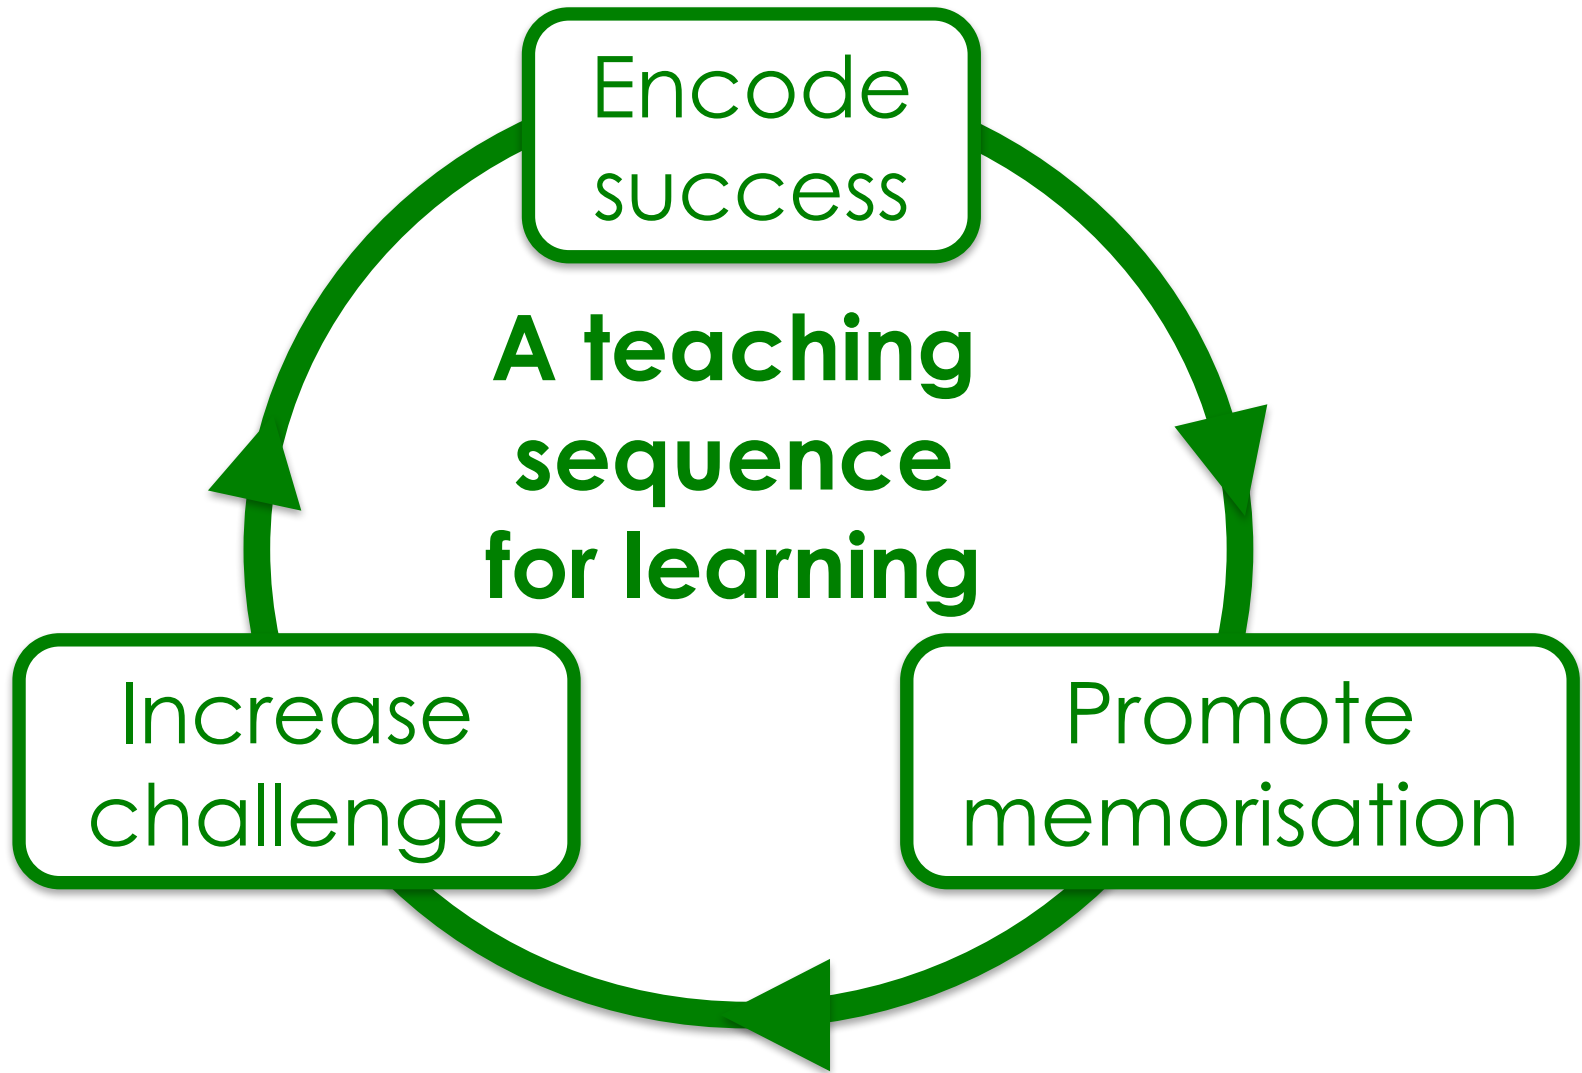 Encode
success
A teaching
sequence
for learning
Increase
challenge
Promote
memorisation